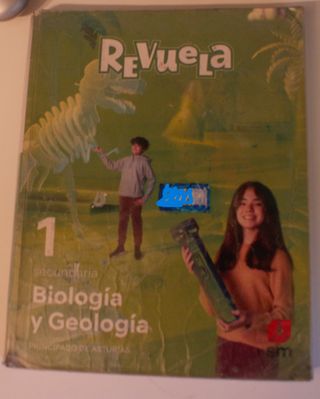 REVUELA
1
secundaria
Biología
y Geología
PRINCIPADO DE ASTURIAS
sm